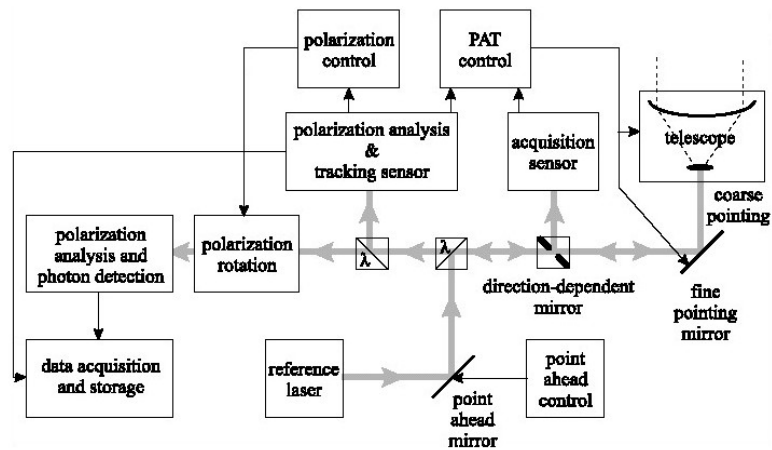 polarization
control
PAT
control
polarization analysis
&
tracking sensor
acquisition
sensor
telescope
coarse
pointing
polarization
analysis and
photon detection
polarization
rotation
λ
λ
direction-dependent
mirror
fine
pointing
mirror
data acquisition
and storage
reference
laser
point
ahead
mirror
point
ahead control